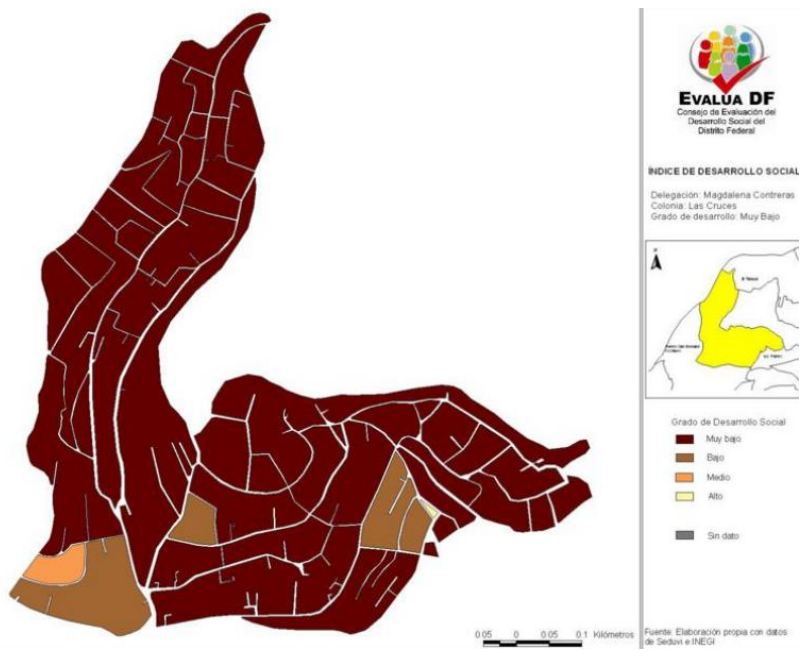 EVALUA DF
Consejo de Evaluación del
Desarrollo Social del
Distrito Federal
ÍNDICE DE DESARROLLO SOCIAL
Delegación: Magdalena Contreras
Colonia: Las Cruces
Grado de desarrollo: Muy Bajo
Grado de Desarrollo Social
Muy bajo
Bajo
Medio
Alto
Sin dato
0.05 0 0.05 0.1 Kilómetros
Fuente: Elaboración propia con datos
de Seduvi e INEGI